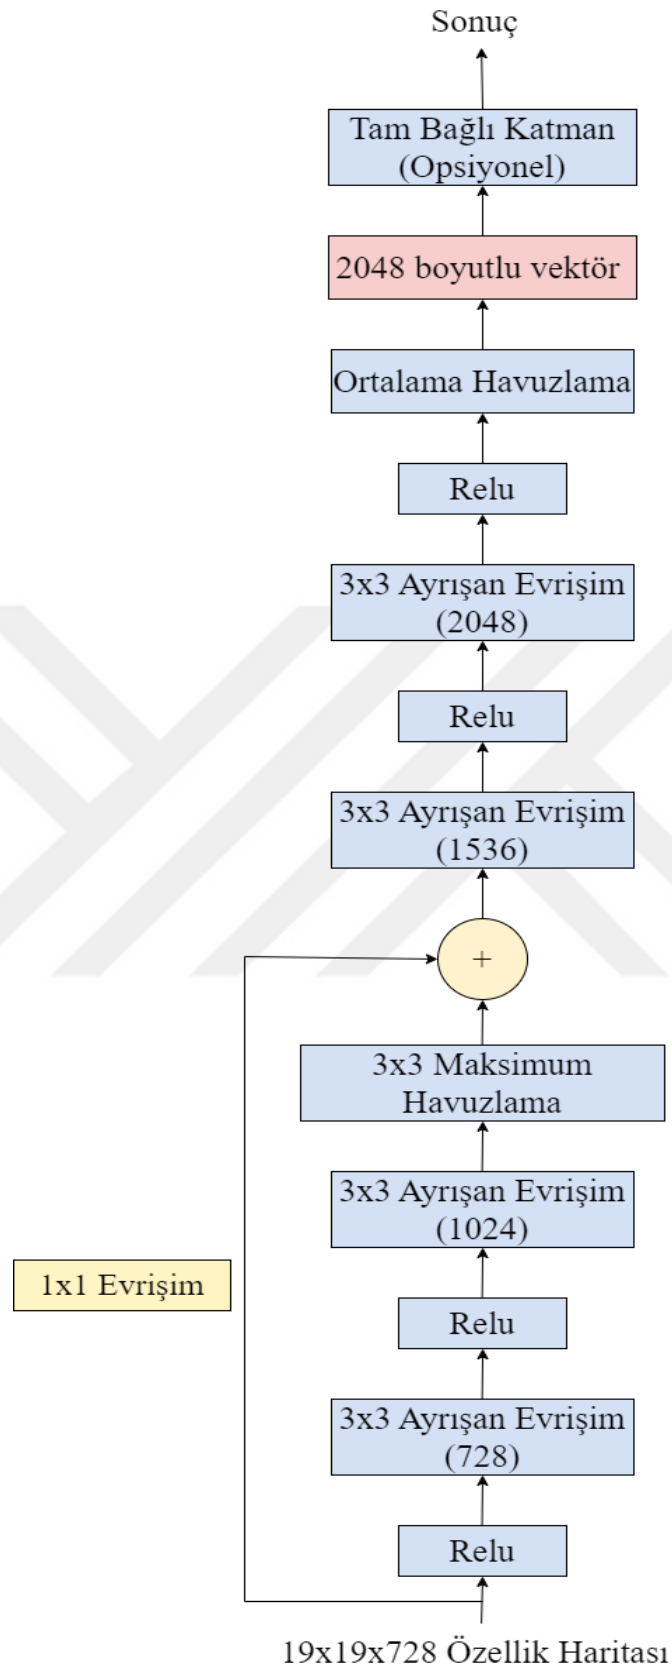 Sonuç
Tam Bağlı Katman
(Opsiyonel)
2048 boyutlu vektör
Ortalama Havuzlama
Relu
3x3 Ayrışan Evrişim
(2048)
Relu
3x3 Ayrışan Evrişim
(1536)
+
3x3 Maksimum
Havuzlama
3x3 Ayrışan Evrişim
(1024)
1x1 Evrişim
Relu
3x3 Ayrışan Evrişim
(728)
Relu
19x19x728 Özellik Haritası